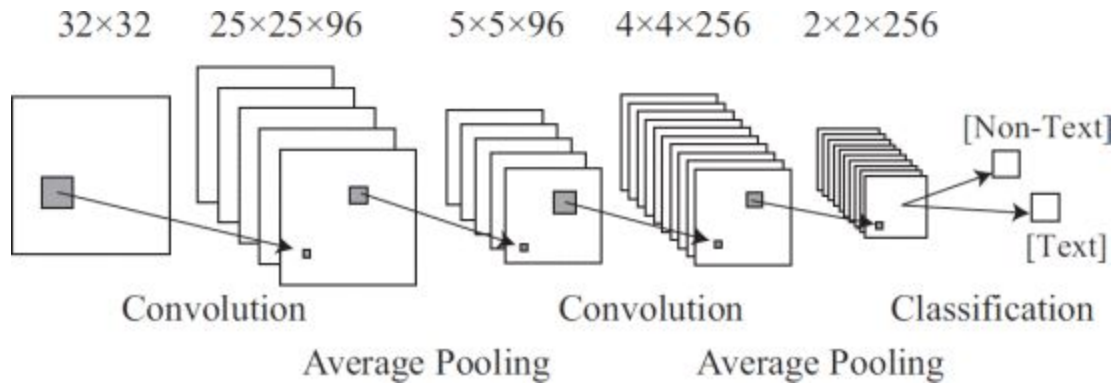 32×32 25×25×96 5×5×96 4×4×256 2×2×256
[Non-Text]
[Text]
Convolution Convolution Classification
Average Pooling Average Pooling